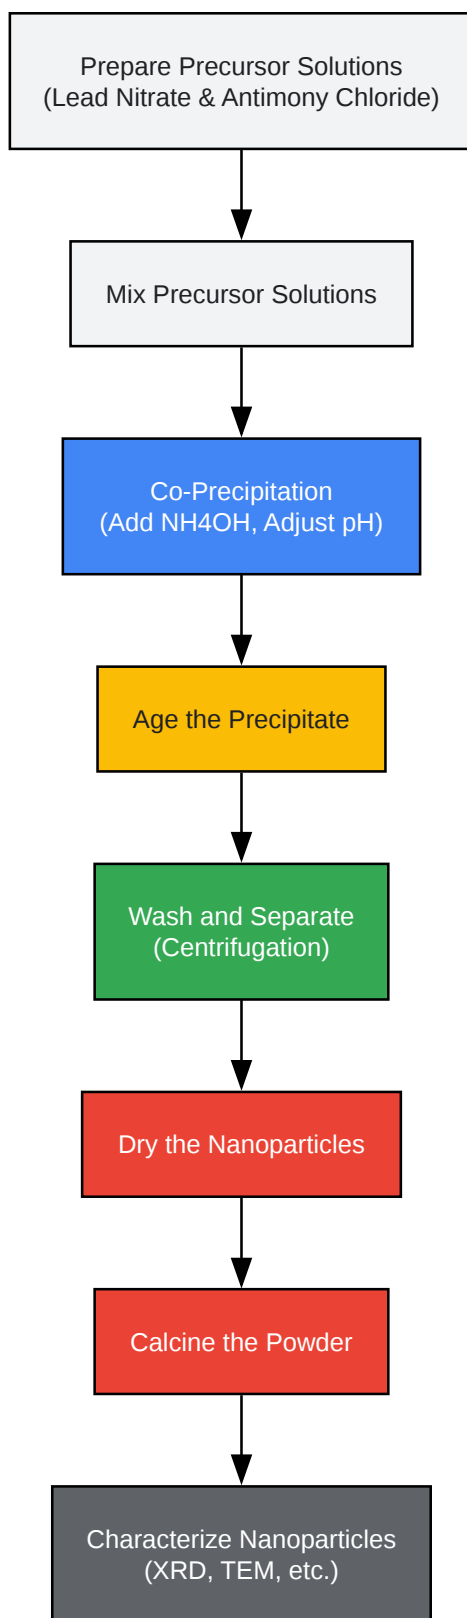 Prepare Precursor Solutions
(Lead Nitrate & Antimony Chloride)
Mix Precursor Solutions
Co-Precipitation
(Add NH4OH, Adjust pH)
Age the Precipitate
Wash and Separate
(Centrifugation)
Dry the Nanoparticles
Calcine the Powder
Characterize Nanoparticles
(XRD, TEM, etc.)